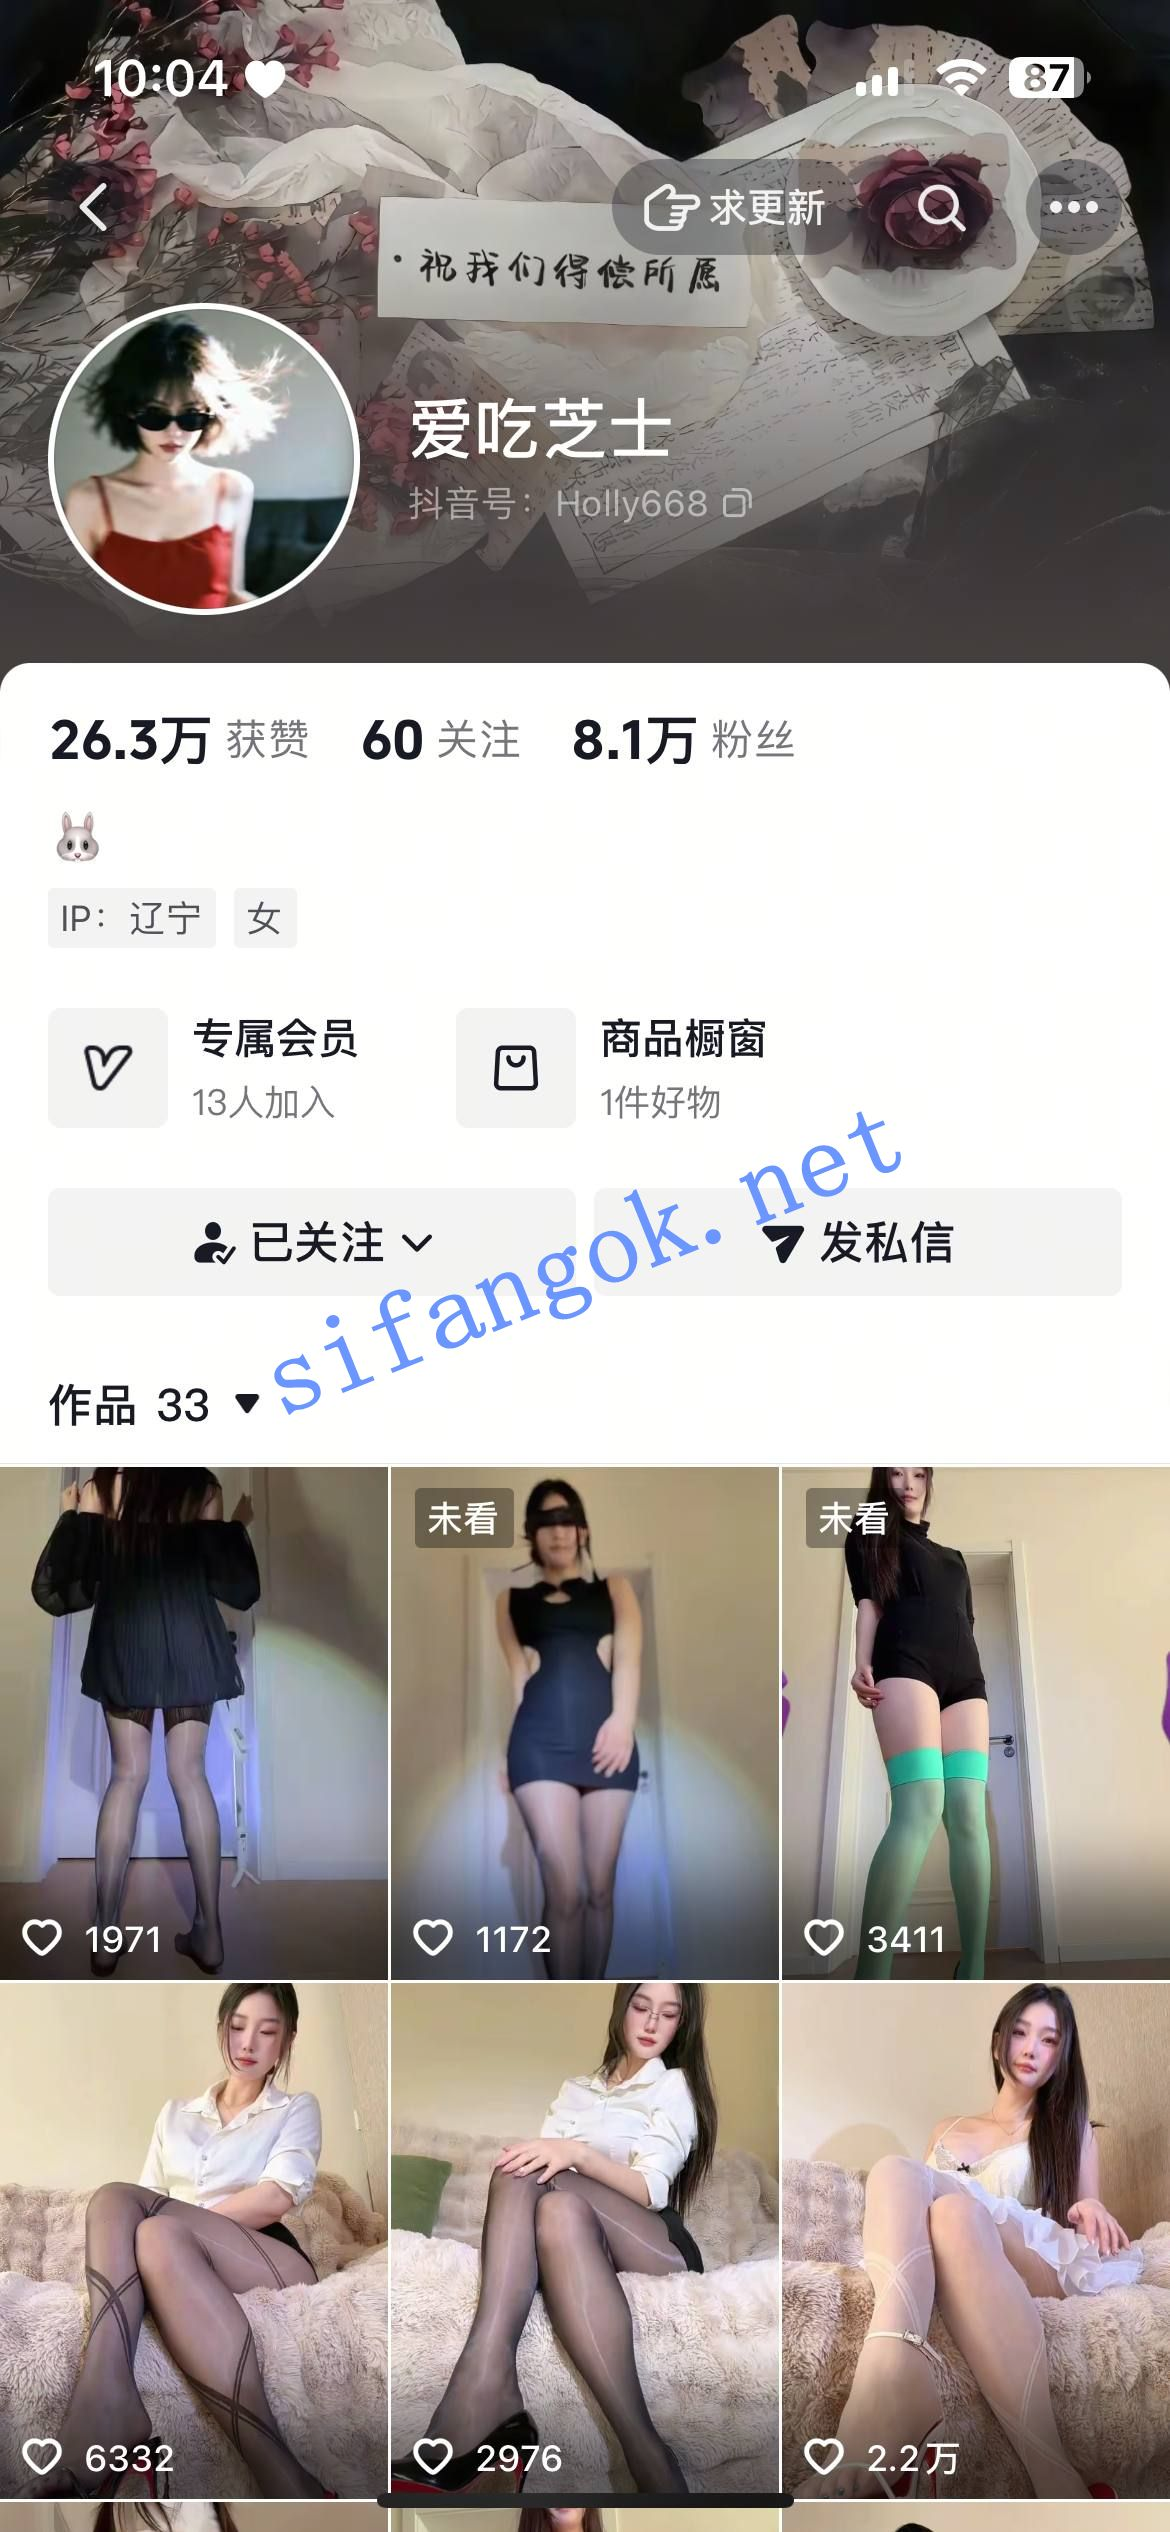 10:04
87
求更新
·祝我们得偿所愿
爱吃芝士
抖音号：Holly668
26.3万 获赞 60 关注 8.1万 粉丝
IP：辽宁 女
专属会员 商品橱窗
13人加入 1件好物
已关注 发私信
sifangok.net
作品 33
未看 未看
1971 1172 3411
6332 2976 2.2万